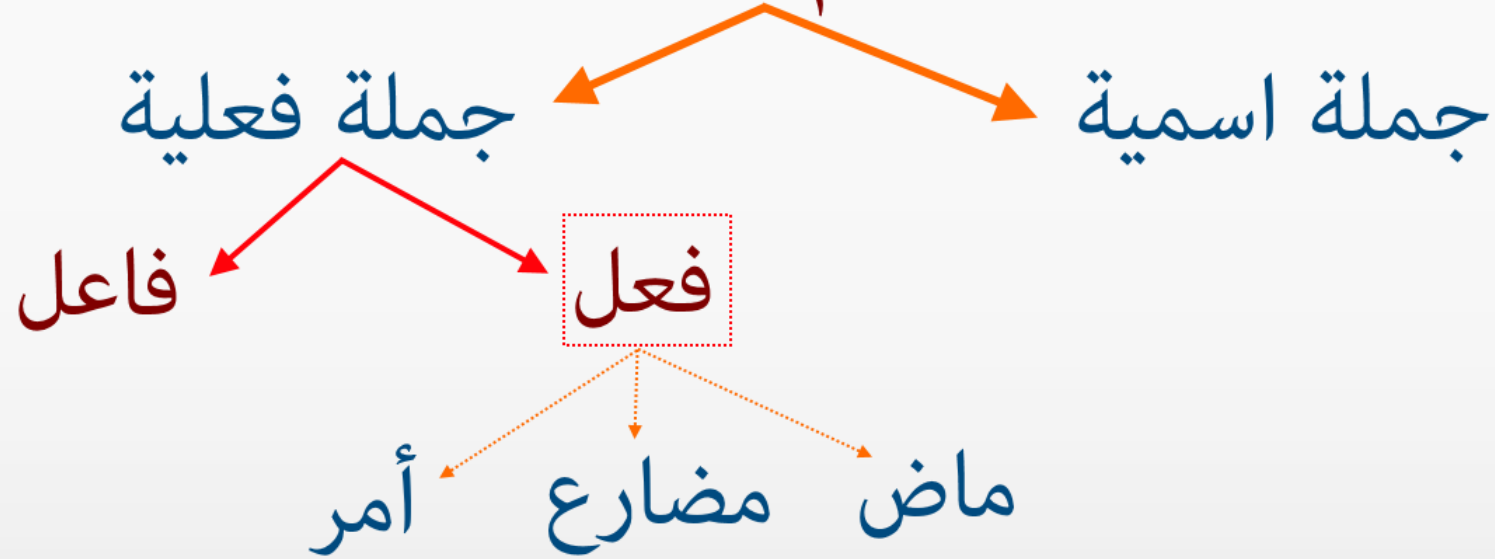 جملة اسمية جملة فعلية
فعل فاعل
ماض مضارع أمر